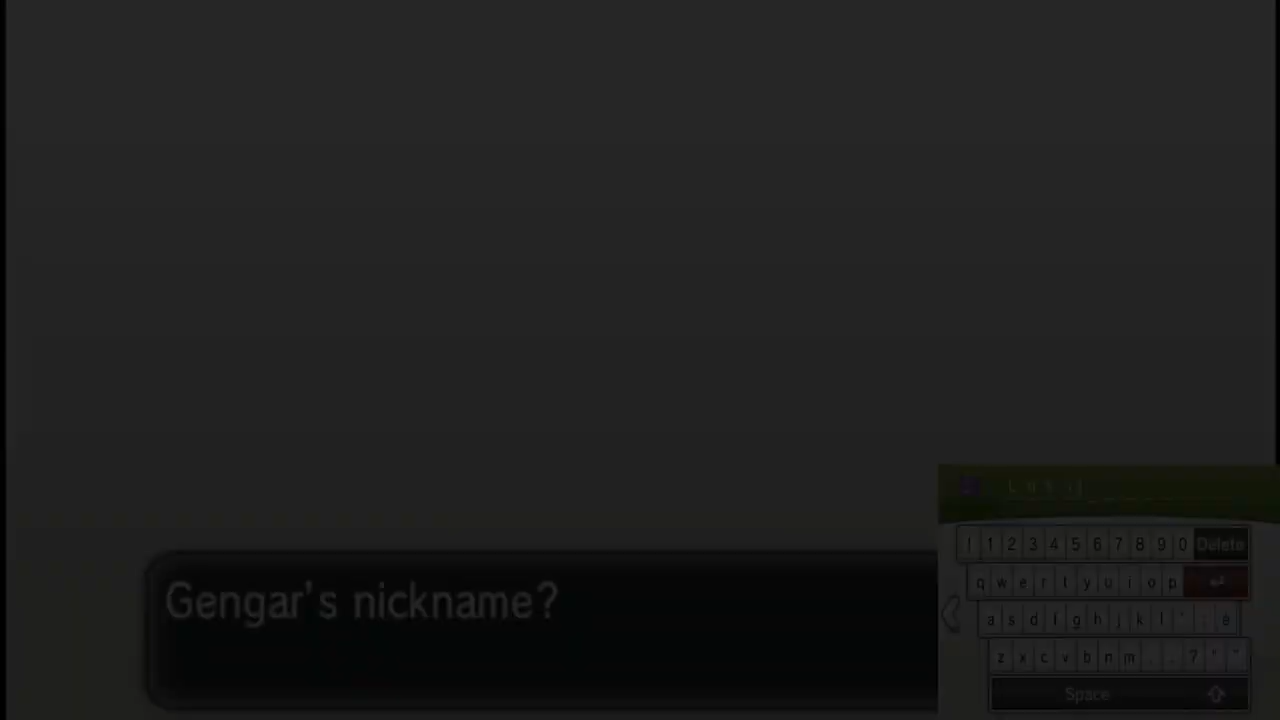 Gengar's nickname?
! 1 2 3 4 5 6 7 8 9 0 Delete
q w e r t y u i o p
a s d f g h j k l ' : é
z x c v b n m , . ? " "
Space